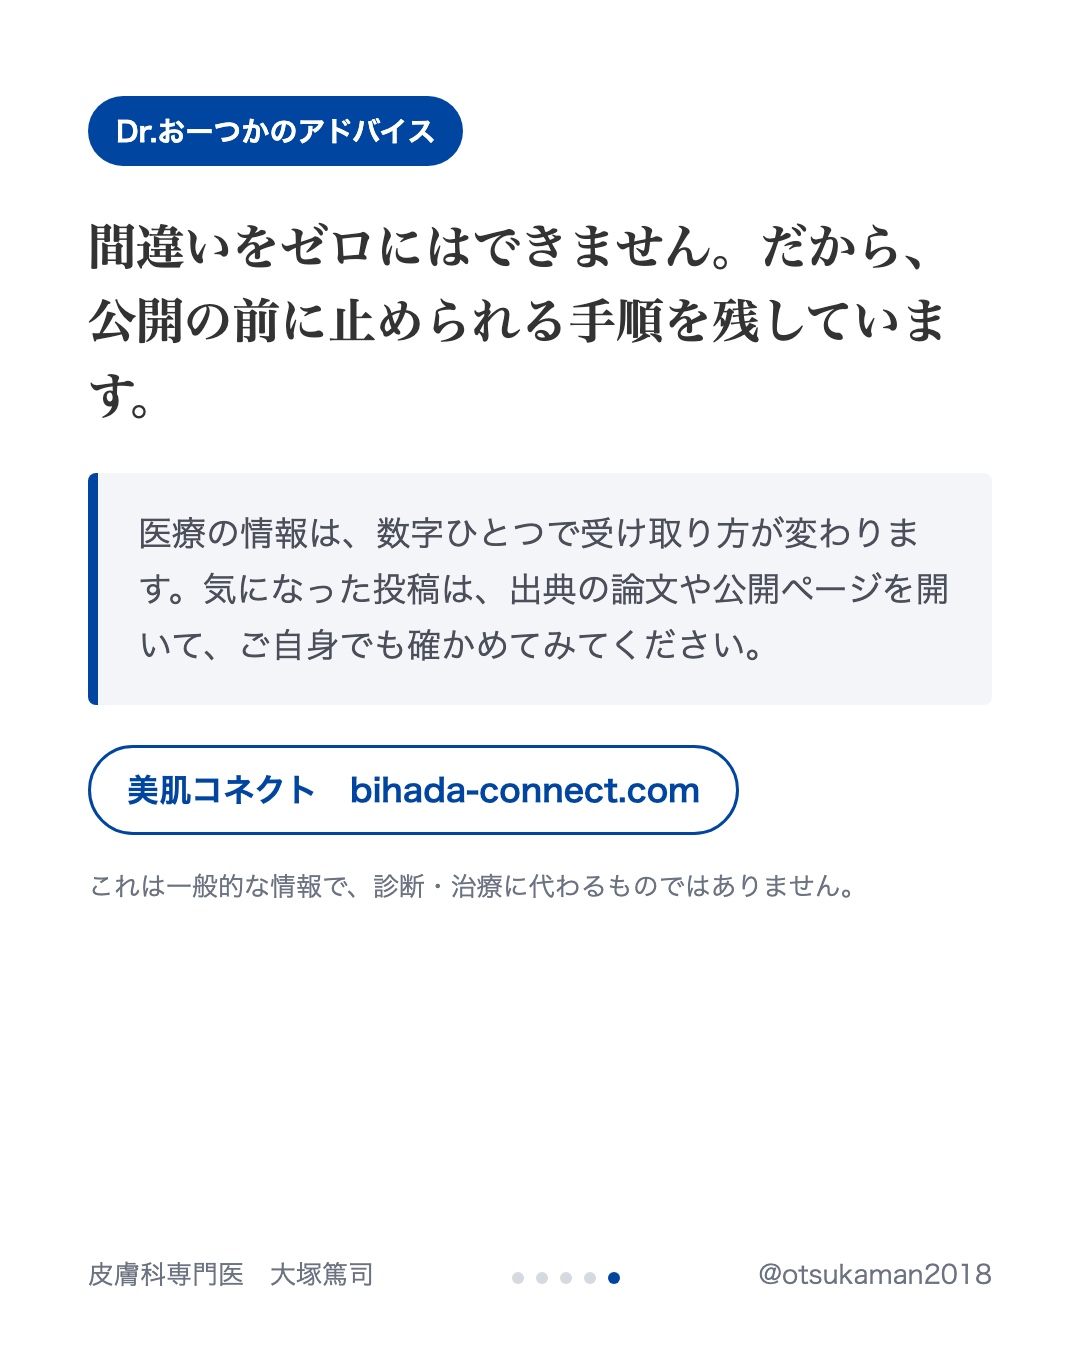 Dr.おーつかのアドバイス
間違いをゼロにはできません。だから、
公開の前に止められる手順を残していま
す。
医療の情報は、数字ひとつで受け取り方が変わりま
す。気になった投稿は、出典の論文や公開ページを開
いて、ご自身でも確かめてみてください。
美肌コネクト　bihada-connect.com
これは一般的な情報で、診断・治療に代わるものではありません。
皮膚科専門医　大塚篤司
@otsukaman2018